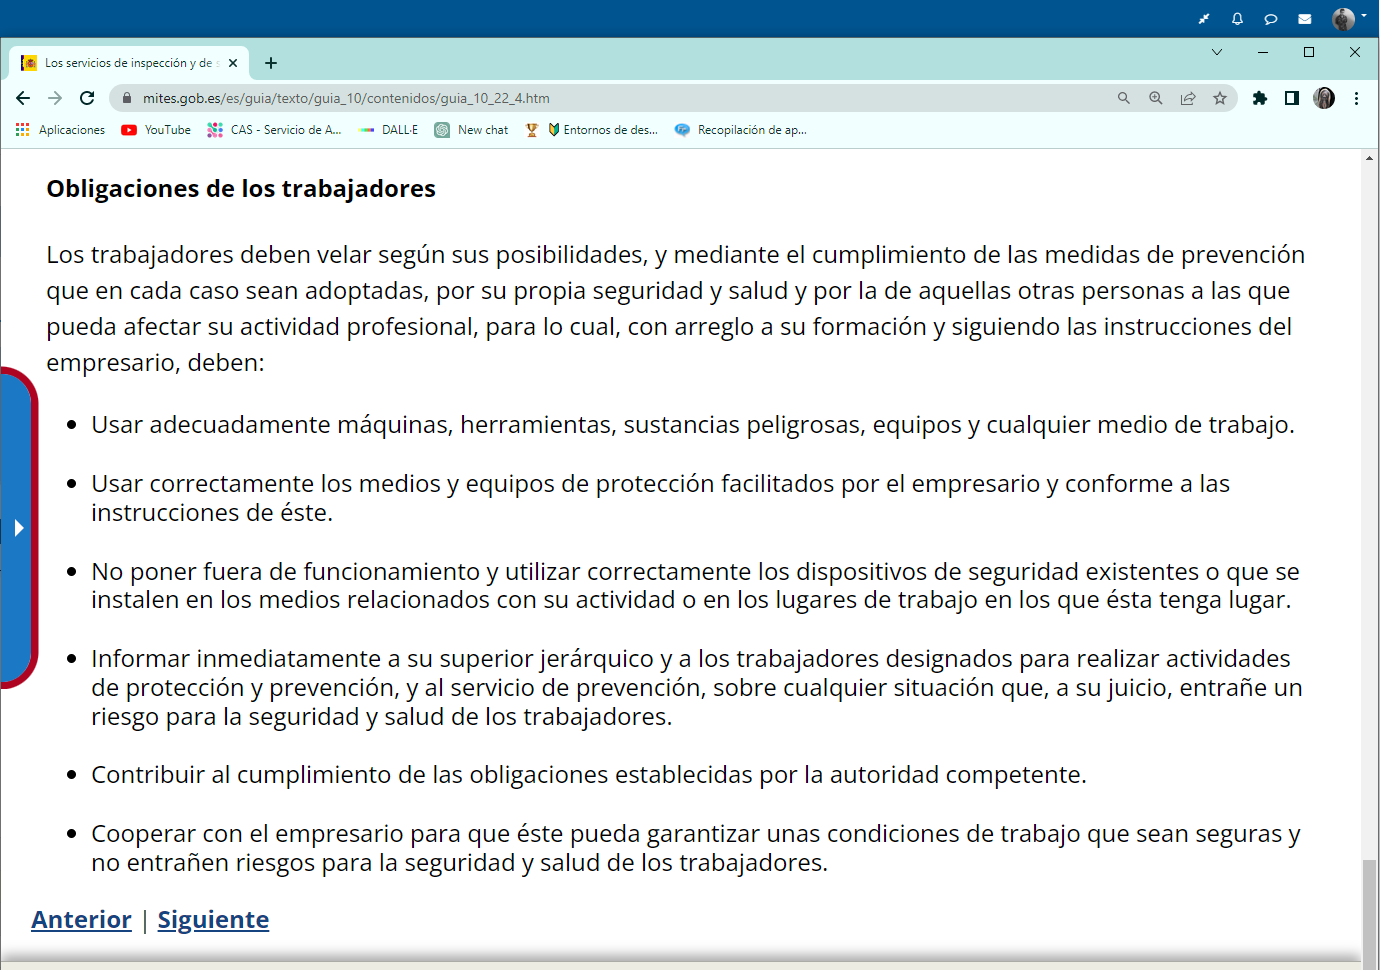 Los servicios de inspección y de s
mites.gob.es/es/guia/texto/guia_10/contenidos/guia_10_22_4.htm
Aplicaciones YouTube CAS - Servicio de A... DALL·E New chat Entornos de des... Recopilación de ap...
Obligaciones de los trabajadores
Los trabajadores deben velar según sus posibilidades, y mediante el cumplimiento de las medidas de prevención
que en cada caso sean adoptadas, por su propia seguridad y salud y por la de aquellas otras personas a las que
pueda afectar su actividad profesional, para lo cual, con arreglo a su formación y siguiendo las instrucciones del
empresario, deben:
• Usar adecuadamente máquinas, herramientas, sustancias peligrosas, equipos y cualquier medio de trabajo.
• Usar correctamente los medios y equipos de protección facilitados por el empresario y conforme a las
instrucciones de éste.
• No poner fuera de funcionamiento y utilizar correctamente los dispositivos de seguridad existentes o que se
instalen en los medios relacionados con su actividad o en los lugares de trabajo en los que ésta tenga lugar.
• Informar inmediatamente a su superior jerárquico y a los trabajadores designados para realizar actividades
de protección y prevención, y al servicio de prevención, sobre cualquier situación que, a su juicio, entrañe un
riesgo para la seguridad y salud de los trabajadores.
• Contribuir al cumplimiento de las obligaciones establecidas por la autoridad competente.
• Cooperar con el empresario para que éste pueda garantizar unas condiciones de trabajo que sean seguras y
no entrañen riesgos para la seguridad y salud de los trabajadores.
Anterior | Siguiente